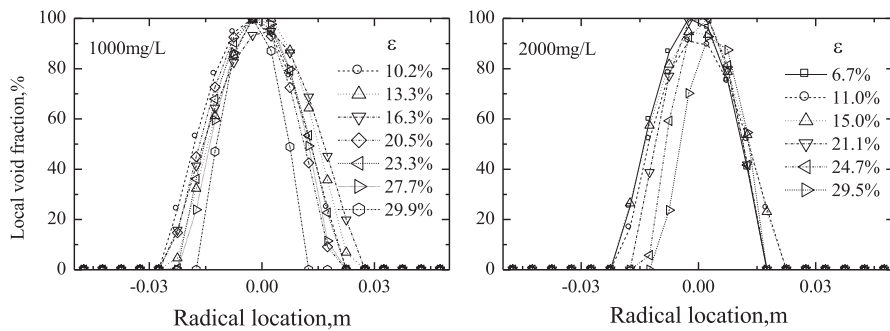 1000mg/L
ε
10.2%
13.3%
16.3%
20.5%
23.3%
27.7%
29.9%
Local void fraction,%
100
80
60
40
20
0
-0.03 0.00 0.03
Radical location,m
2000mg/L
ε
6.7%
11.0%
15.0%
21.1%
24.7%
29.5%
100
80
60
40
20
0
-0.03 0.00 0.03
Radical location,m